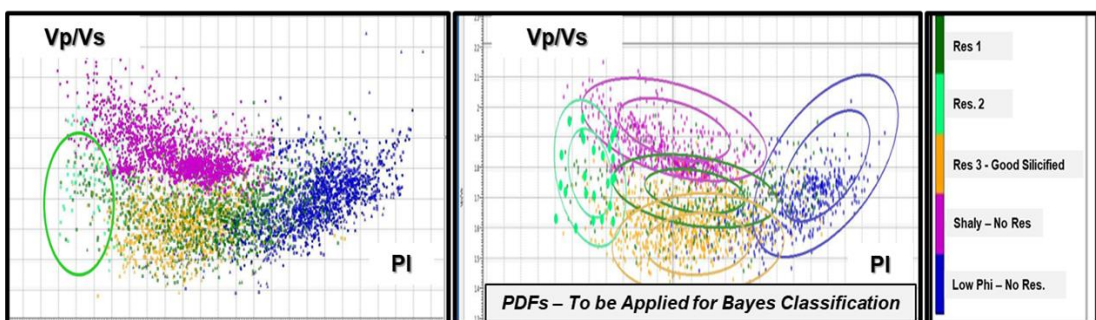 Vp/Vs
PI
Vp/Vs
PI
PDFs – To be Applied for Bayes Classification
Res 1
Res. 2
Res 3 - Good Silicified
Shaly – No Res
Low Phi – No Res.